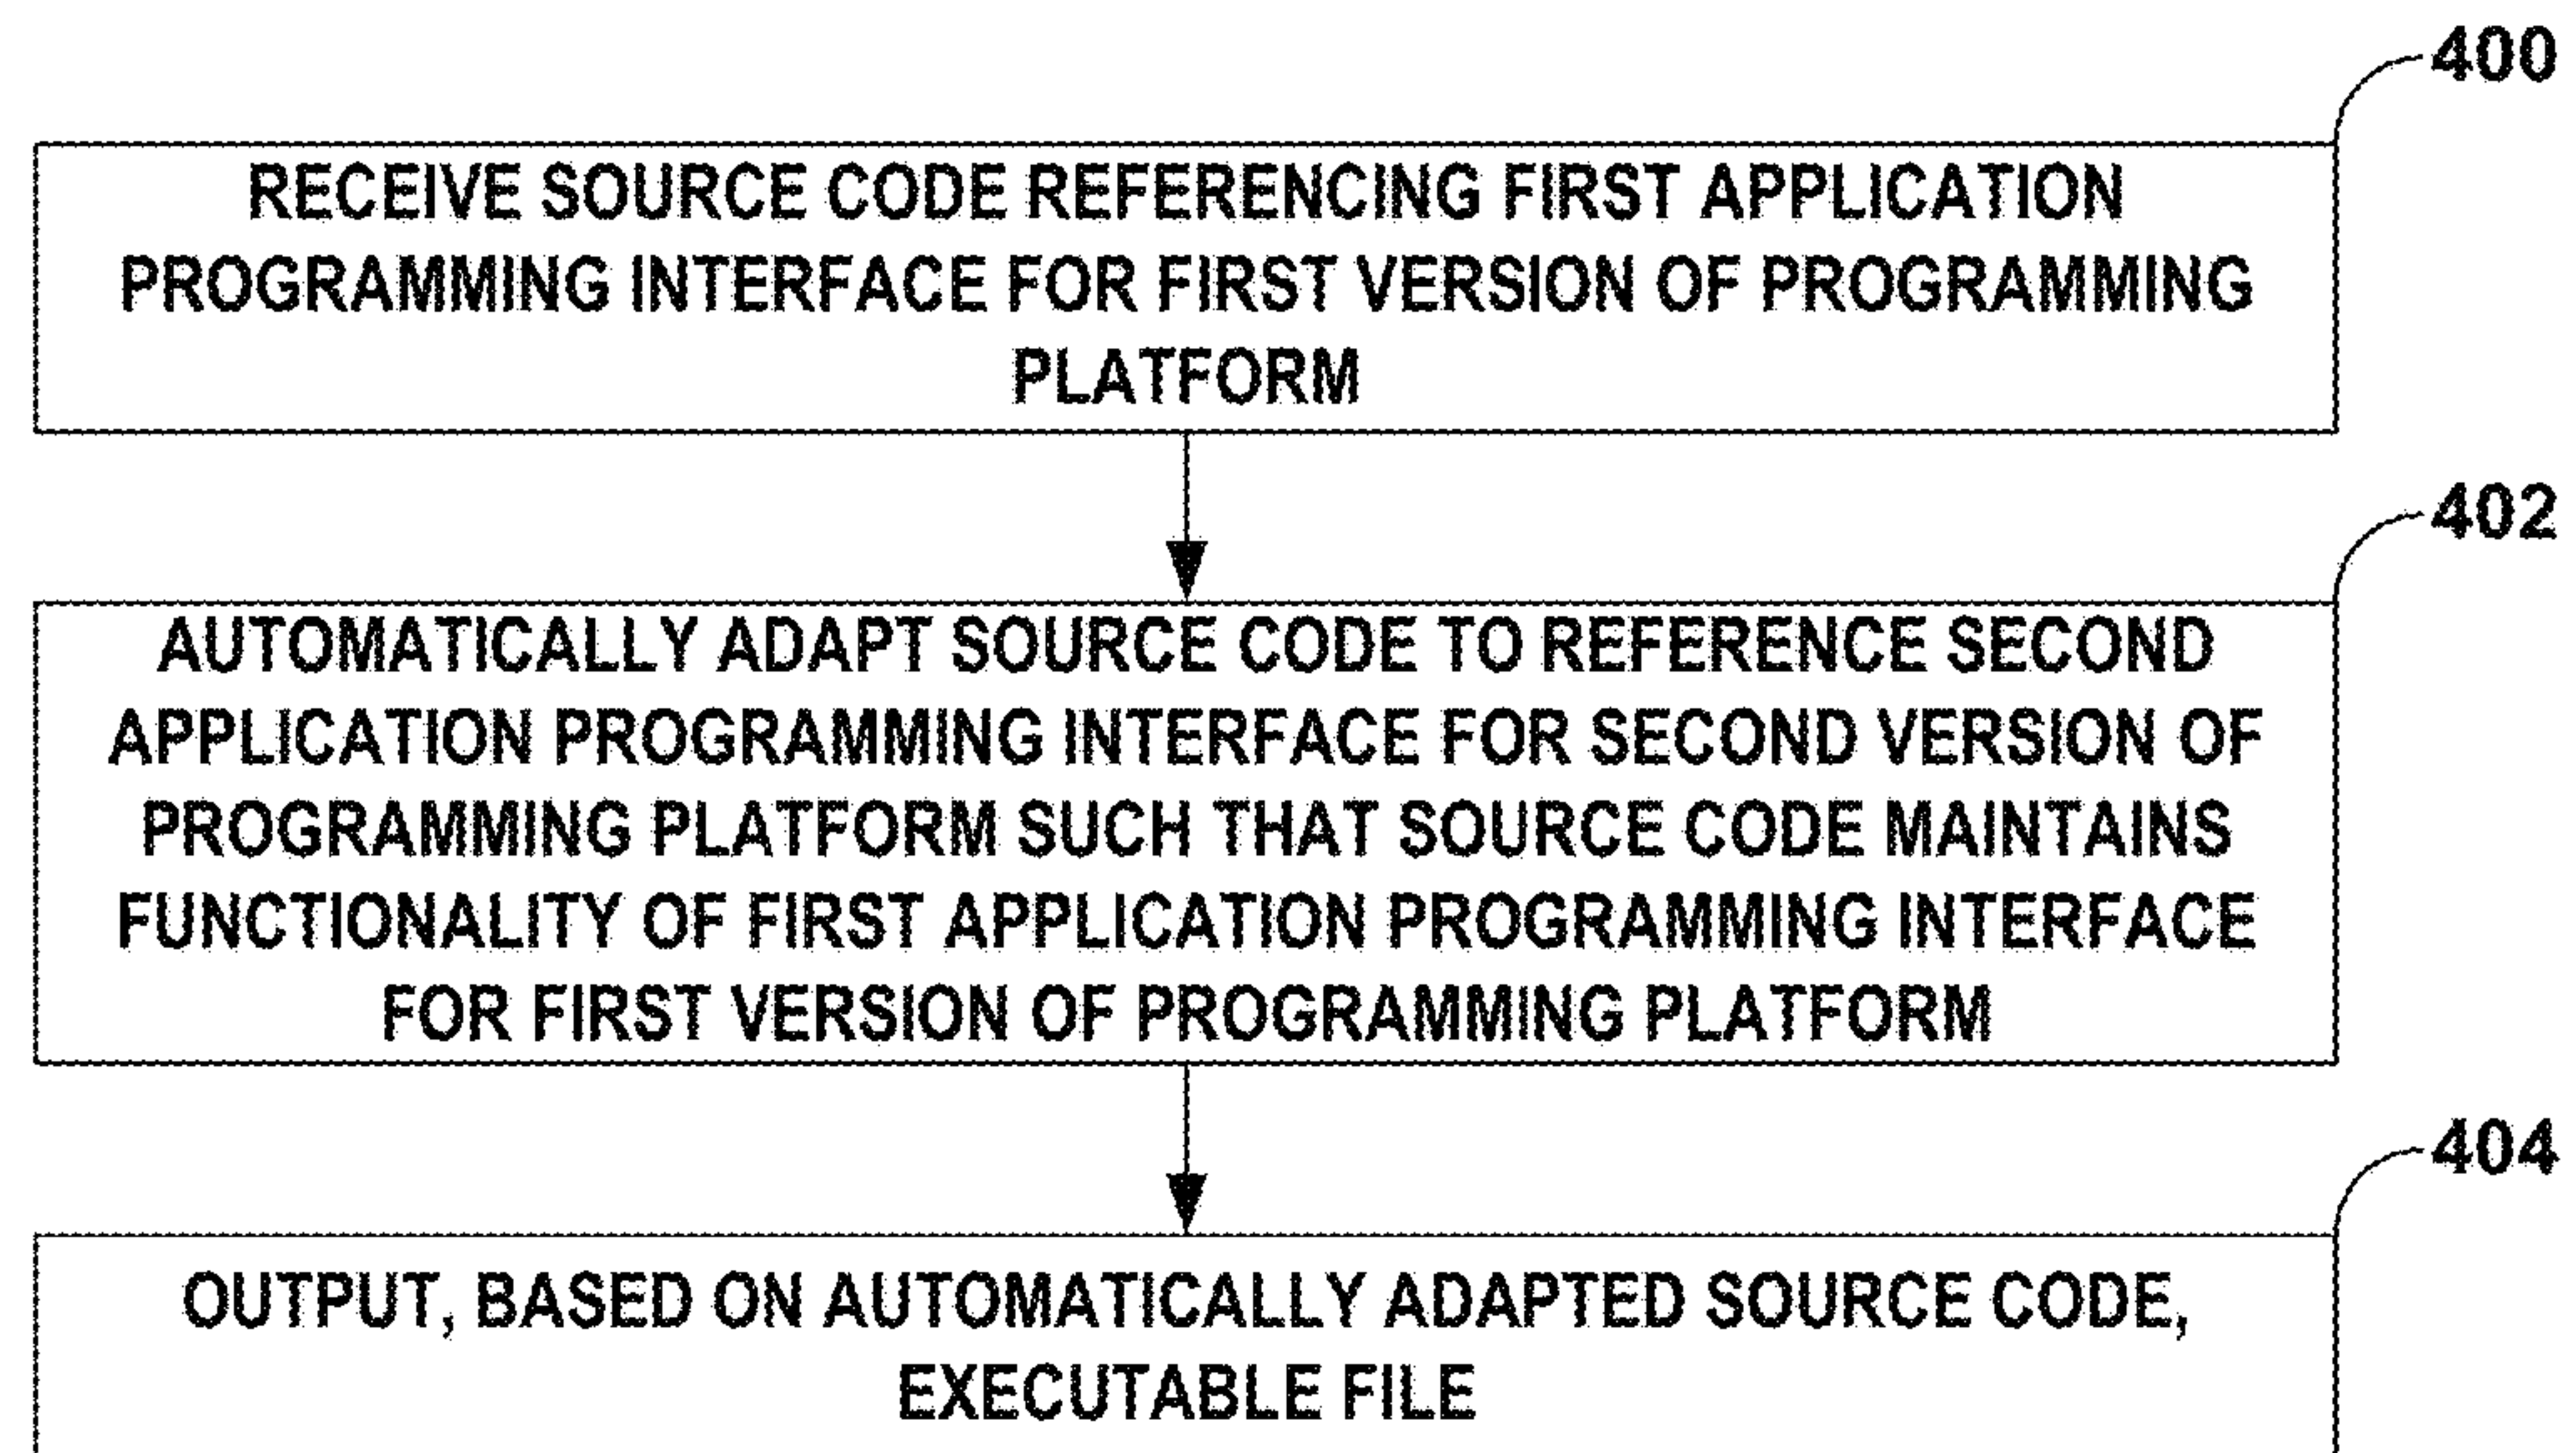 400
RECEIVE SOURCE CODE REFERENCING FIRST APPLICATION
PROGRAMMING INTERFACE FOR FIRST VERSION OF PROGRAMMING
PLATFORM
402
AUTOMATICALLY ADAPT SOURCE CODE TO REFERENCE SECOND
APPLICATION PROGRAMMING INTERFACE FOR SECOND VERSION OF
PROGRAMMING PLATFORM SUCH THAT SOURCE CODE MAINTAINS
FUNCTIONALITY OF FIRST APPLICATION PROGRAMMING INTERFACE
FOR FIRST VERSION OF PROGRAMMING PLATFORM
404
OUTPUT, BASED ON AUTOMATICALLY ADAPTED SOURCE CODE,
EXECUTABLE FILE